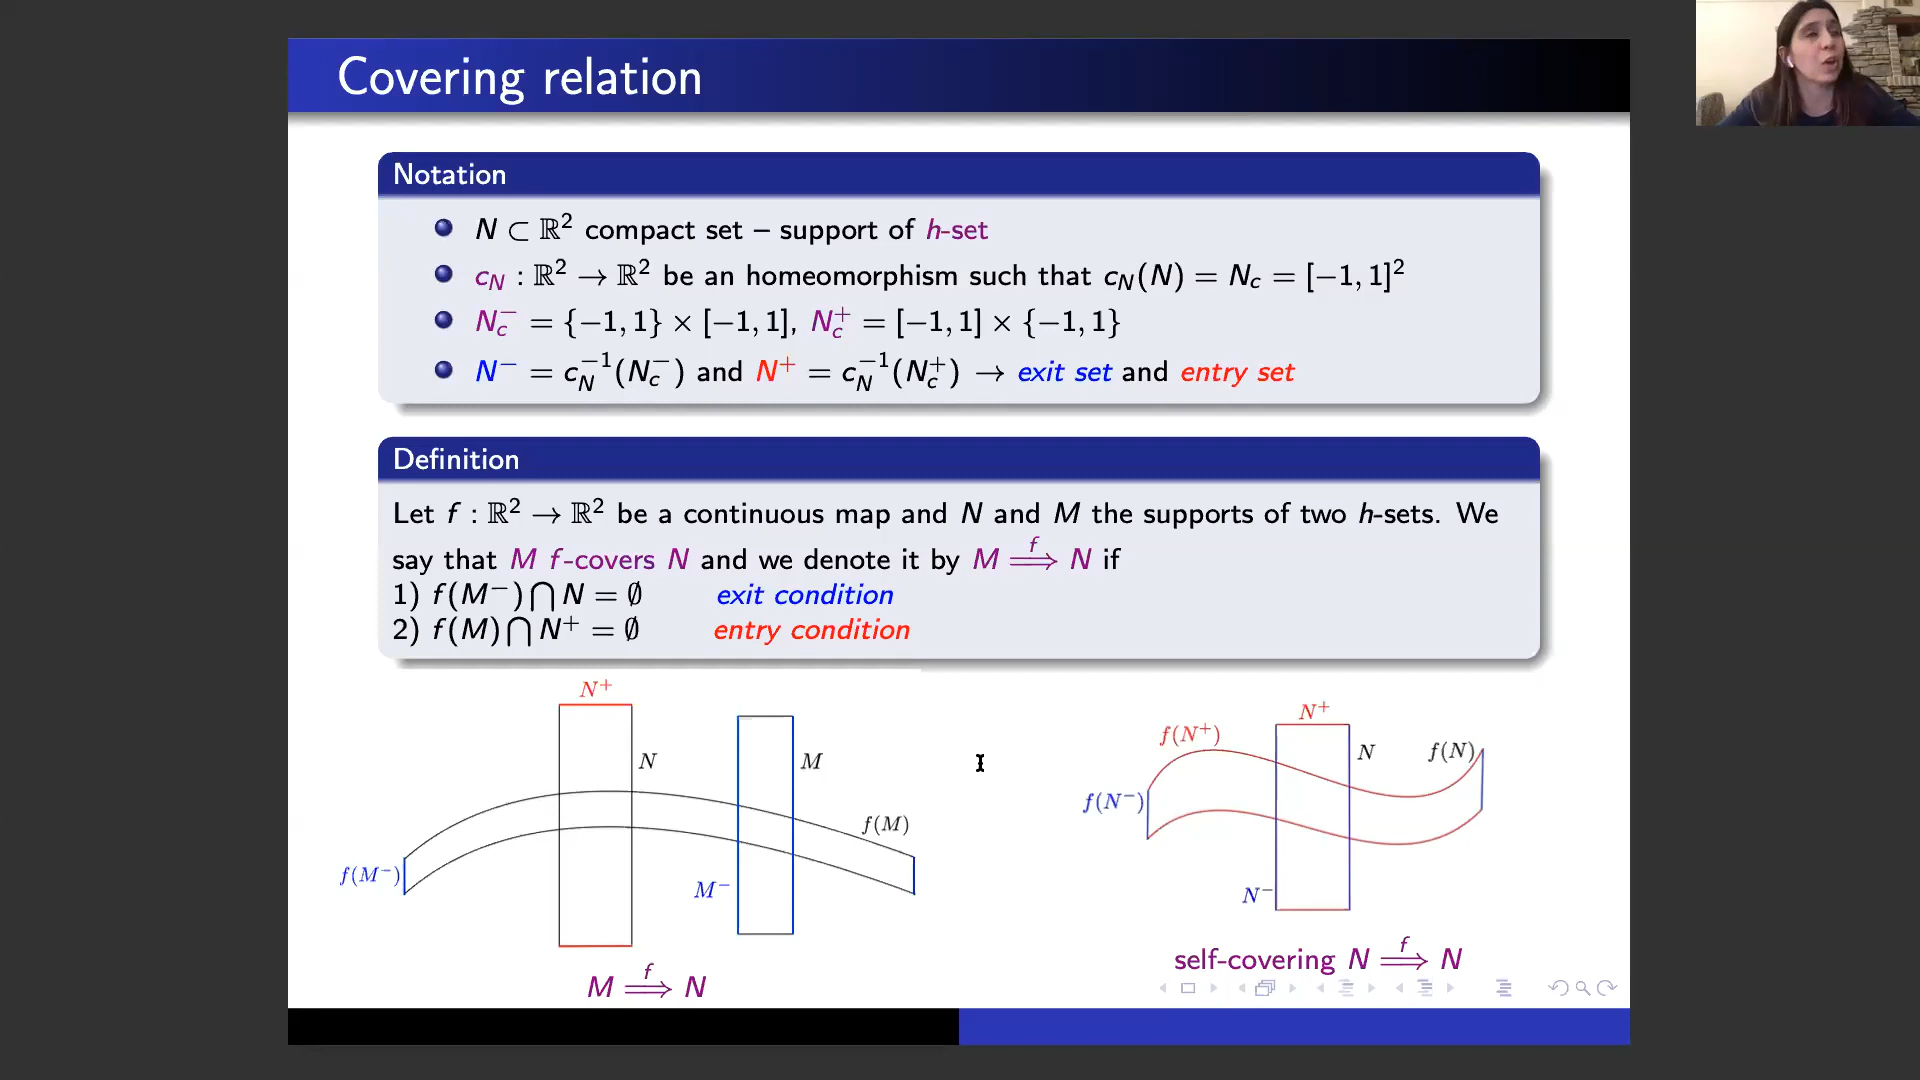 Covering relation
Notation
N ⊂ ℝ² compact set – support of h-set
c_N : ℝ² → ℝ² be an homeomorphism such that c_N(N) = N_c = [−1, 1]²
N_c⁻ = {−1, 1} × [−1, 1], N_c⁺ = [−1, 1] × {−1, 1}
N⁻ = c_N⁻¹(N_c⁻) and N⁺ = c_N⁻¹(N_c⁺) → exit set and entry set
Definition
Let f : ℝ² → ℝ² be a continuous map and N and M the supports of two h-sets. We
say that M f-covers N and we denote it by M ⟹^f N if
1) f(M⁻) ⋂ N = ∅ exit condition
2) f(M) ⋂ N⁺ = ∅ entry condition
N⁺
N
M
f(M)
f(M⁻)
M⁻
M ⟹^f N
N⁺
f(N⁺)
N
f(N)
f(N⁻)
N⁻
self-covering N ⟹^f N